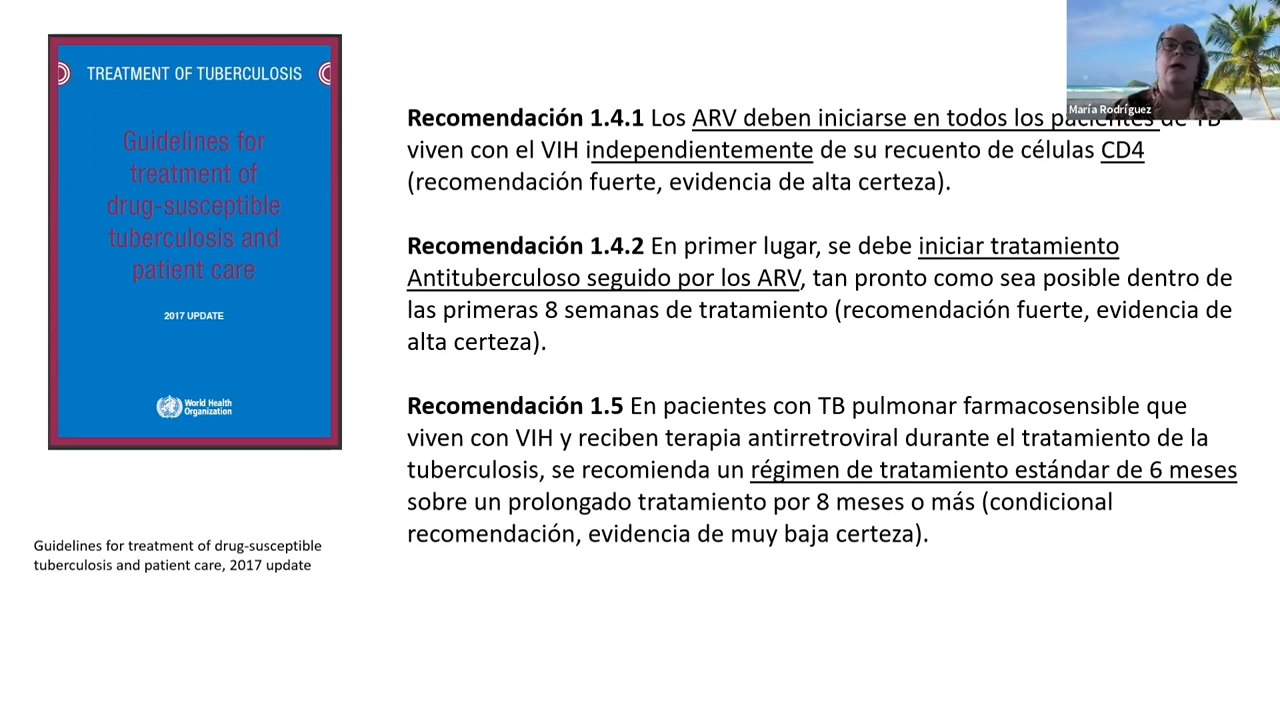 TREATMENT OF TUBERCULOSIS
Guidelines for
treatment of
drug-susceptible
tuberculosis and
patient care
2017 UPDATE
World Health
Organization
Guidelines for treatment of drug-susceptible
tuberculosis and patient care, 2017 update
María Rodríguez
Recomendación 1.4.1 Los ARV deben iniciarse en todos los pacientes de TB
viven con el VIH independientemente de su recuento de células CD4
(recomendación fuerte, evidencia de alta certeza).
Recomendación 1.4.2 En primer lugar, se debe iniciar tratamiento
Antituberculoso seguido por los ARV, tan pronto como sea posible dentro de
las primeras 8 semanas de tratamiento (recomendación fuerte, evidencia de
alta certeza).
Recomendación 1.5 En pacientes con TB pulmonar farmacosensible que
viven con VIH y reciben terapia antirretroviral durante el tratamiento de la
tuberculosis, se recomienda un régimen de tratamiento estándar de 6 meses
sobre un prolongado tratamiento por 8 meses o más (condicional
recomendación, evidencia de muy baja certeza).